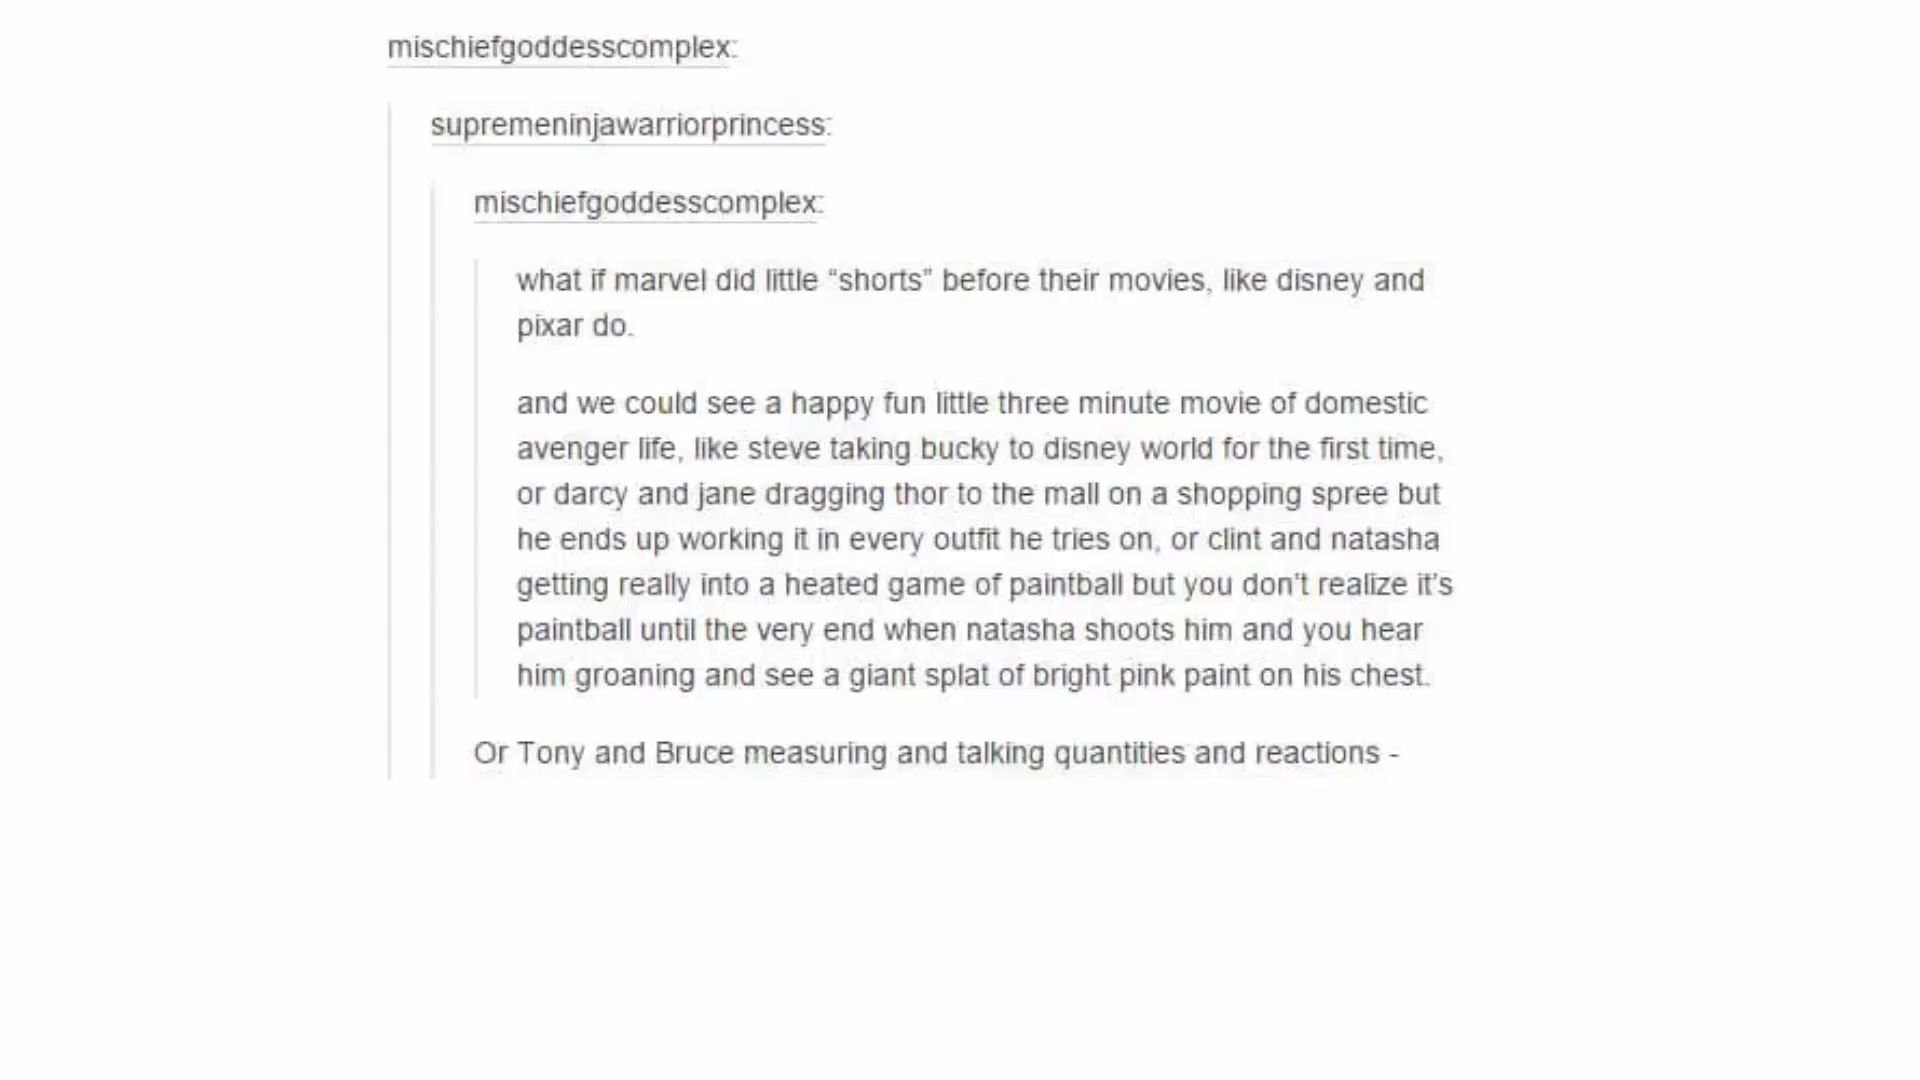 mischiefgoddesscomplex:
supremeninjawarriorprincess:
mischiefgoddesscomplex:
what if marvel did little “shorts” before their movies, like disney and
pixar do.
and we could see a happy fun little three minute movie of domestic
avenger life, like steve taking bucky to disney world for the first time,
or darcy and jane dragging thor to the mall on a shopping spree but
he ends up working it in every outfit he tries on, or clint and natasha
getting really into a heated game of paintball but you don’t realize it’s
paintball until the very end when natasha shoots him and you hear
him groaning and see a giant splat of bright pink paint on his chest.
Or Tony and Bruce measuring and talking quantities and reactions -